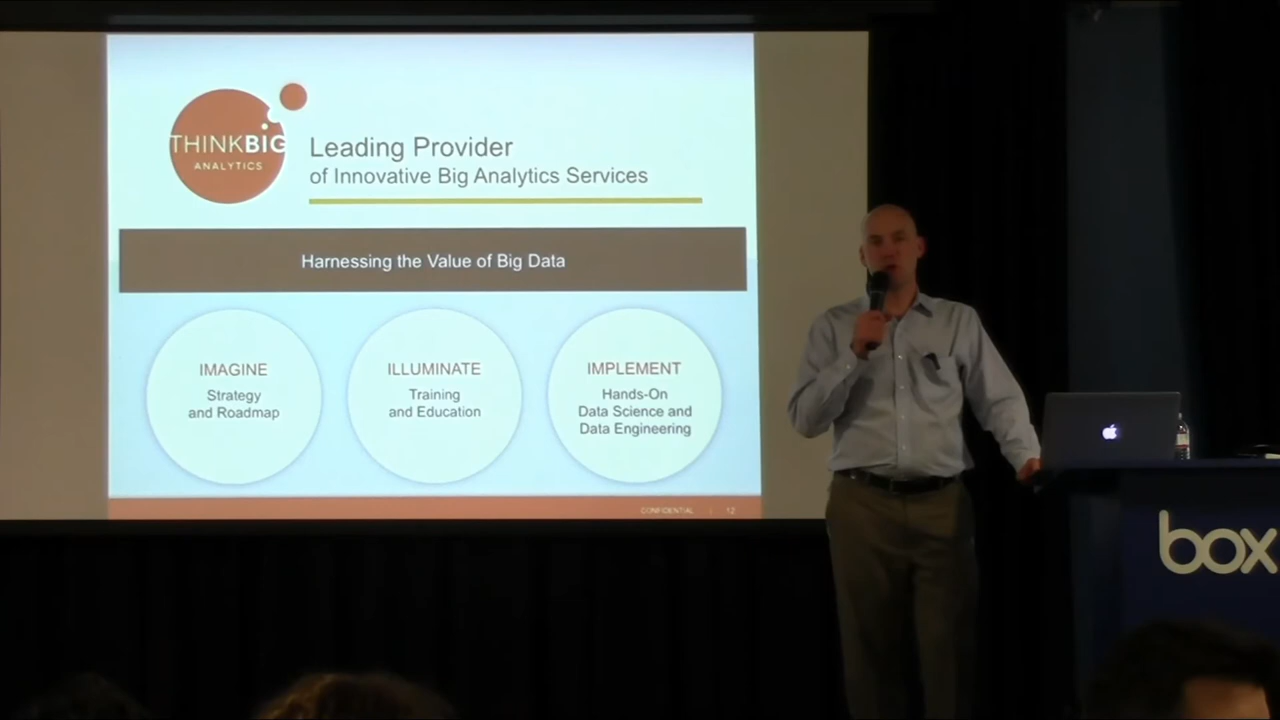 THINKBIG
ANALYTICS
Leading Provider
of Innovative Big Analytics Services
Harnessing the Value of Big Data
IMAGINE
Strategy
and Roadmap
ILLUMINATE
Training
and Education
IMPLEMENT
Hands-On
Data Science and
Data Engineering
CONFIDENTIAL | 12
box